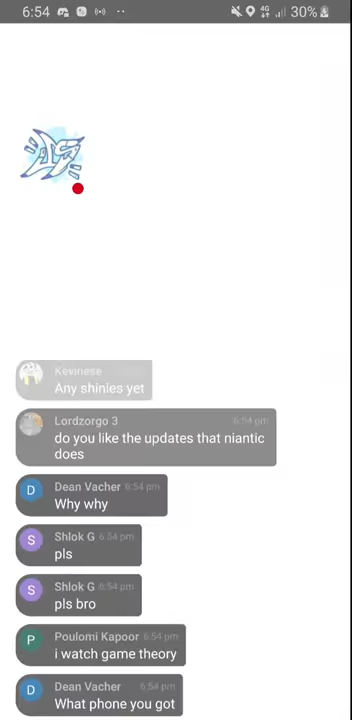 6:54
4G
30%
Kevinese
Any shinies yet
Lordzorgo 3 6:54 pm
do you like the updates that niantic
does
D
Dean Vacher 6:54 pm
Why why
S
Shlok G 6:54 pm
pls
S
Shlok G 6:54 pm
pls bro
P
Poulomi Kapoor 6:54 pm
i watch game theory
D
Dean Vacher 6:54 pm
What phone you got